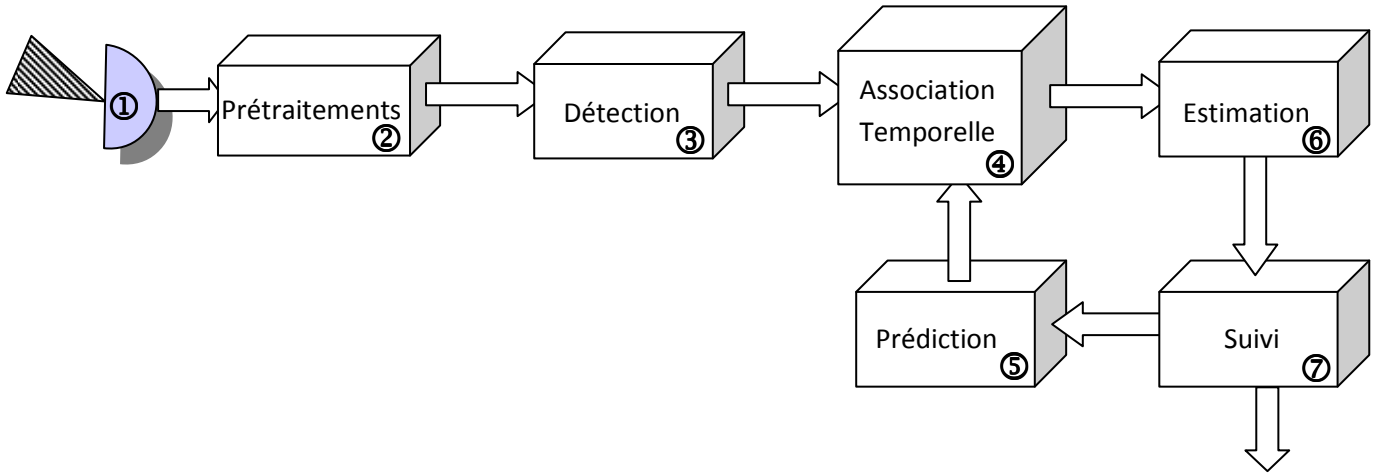 ①
Prétraitements
②
Détection
③
Association
Temporelle
④
Estimation
⑥
Prédiction
⑤
Suivi
⑦